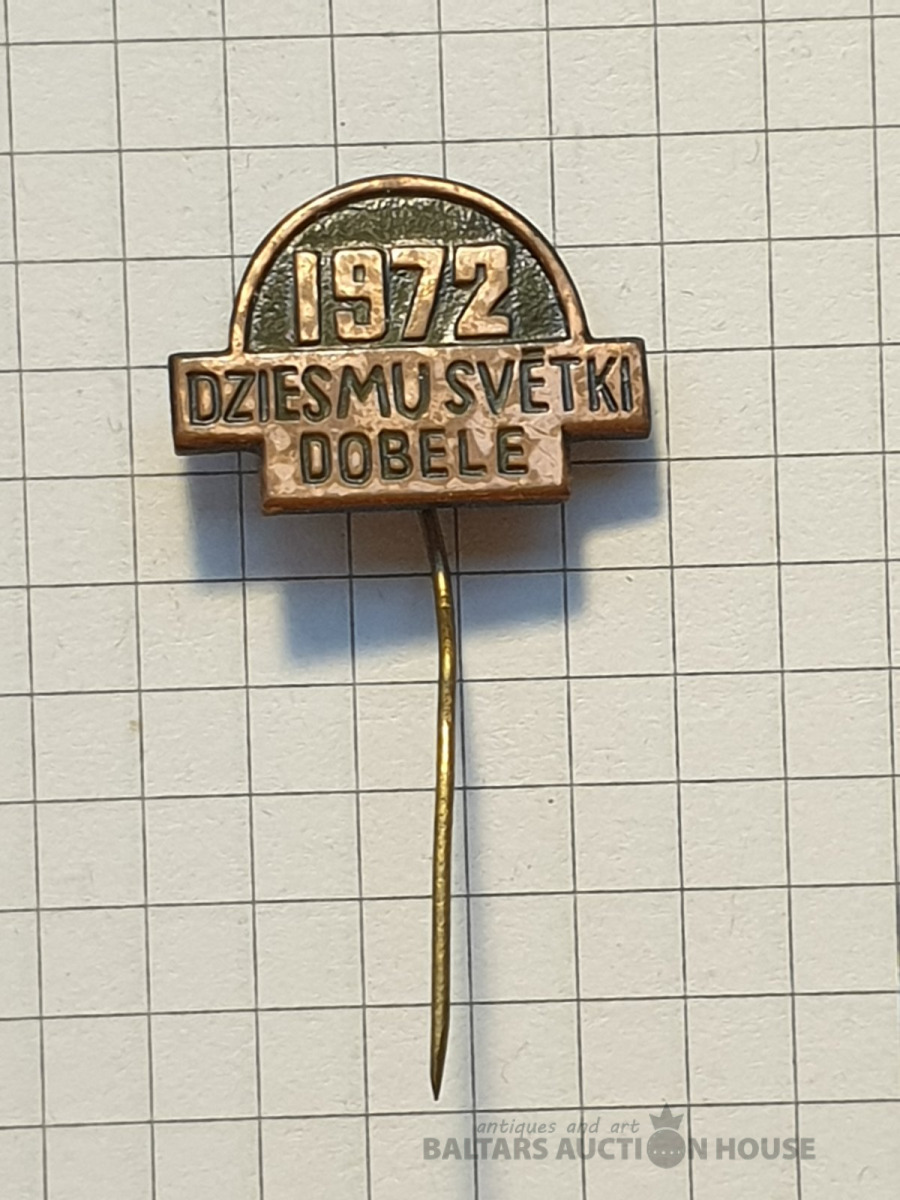 1972
DZIESMU SVĒTKI
DOBELE
antiques and art
BALTARS AUCTION HOUSE